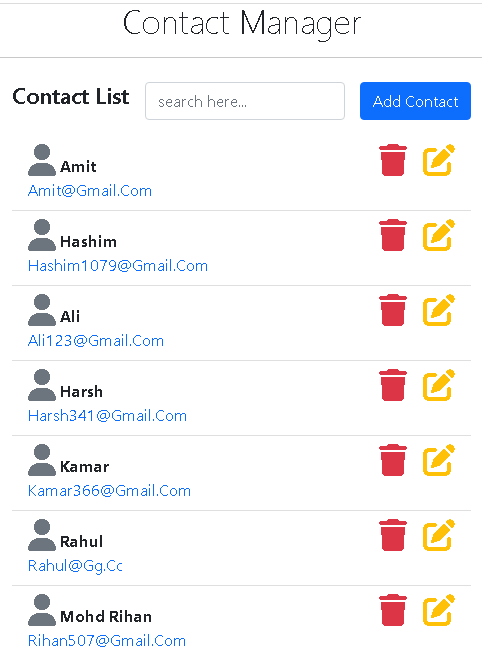 Contact Manager
Contact List
search here...
Add Contact
Amit
Amit@Gmail.Com
Hashim
Hashim1079@Gmail.Com
Ali
Ali123@Gmail.Com
Harsh
Harsh341@Gmail.Com
Kamar
Kamar366@Gmail.Com
Rahul
Rahul@Gg.Cc
Mohd Rihan
Rihan507@Gmail.Com